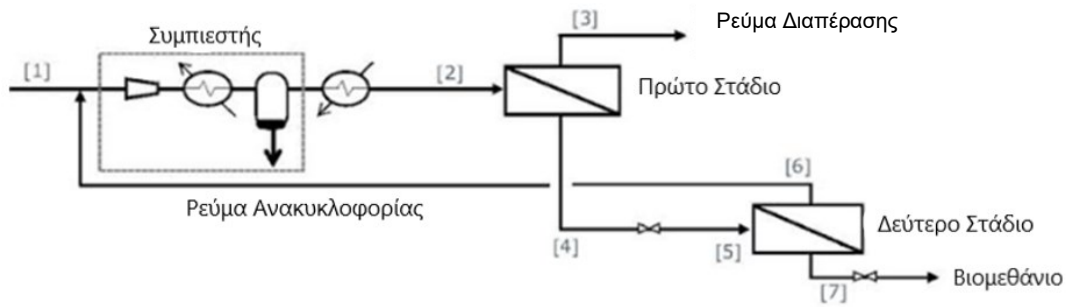 [3]
Ρεύμα Διαπέρασης
Συμπιεστής
[1]
[2]
Πρώτο Στάδιο
[6]
Ρεύμα Ανακυκλοφορίας
Δεύτερο Στάδιο
[4]
[5]
[7]
Βιομεθάνιο